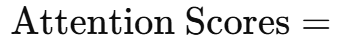 Attention Scores =